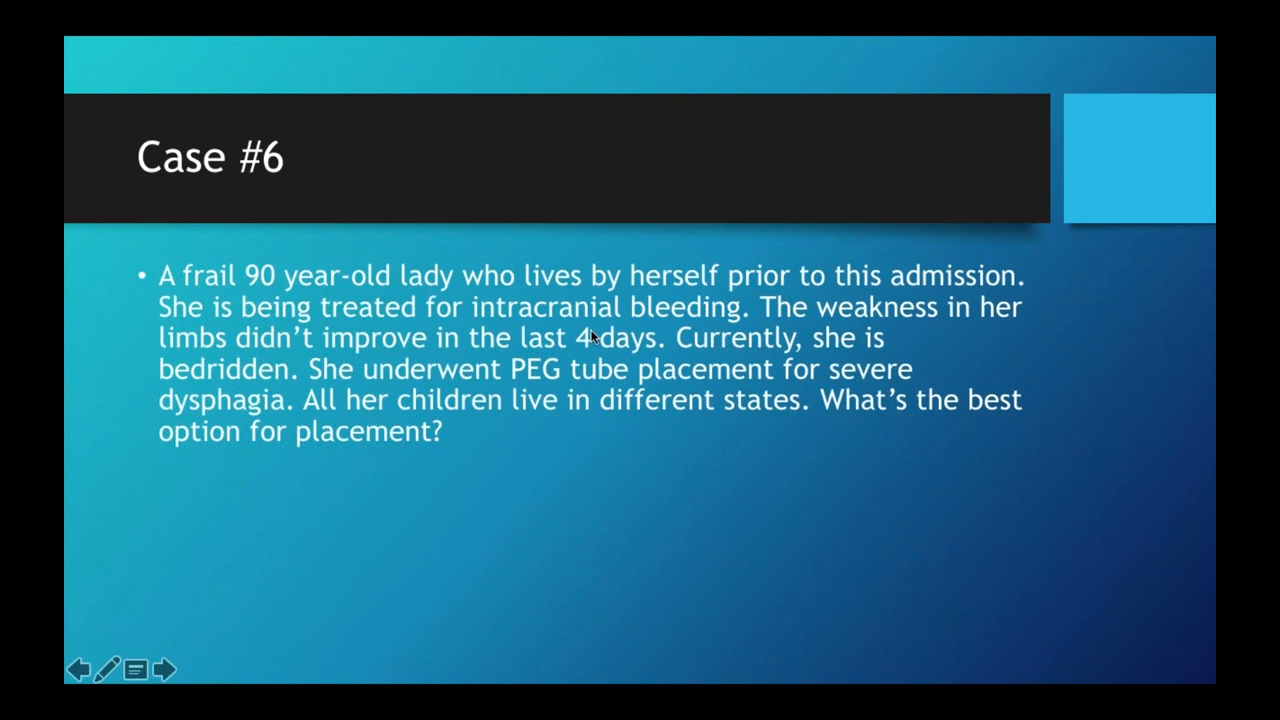 Case #6
• A frail 90 year-old lady who lives by herself prior to this admission.
She is being treated for intracranial bleeding. The weakness in her
limbs didn’t improve in the last 4 days. Currently, she is
bedridden. She underwent PEG tube placement for severe
dysphagia. All her children live in different states. What’s the best
option for placement?